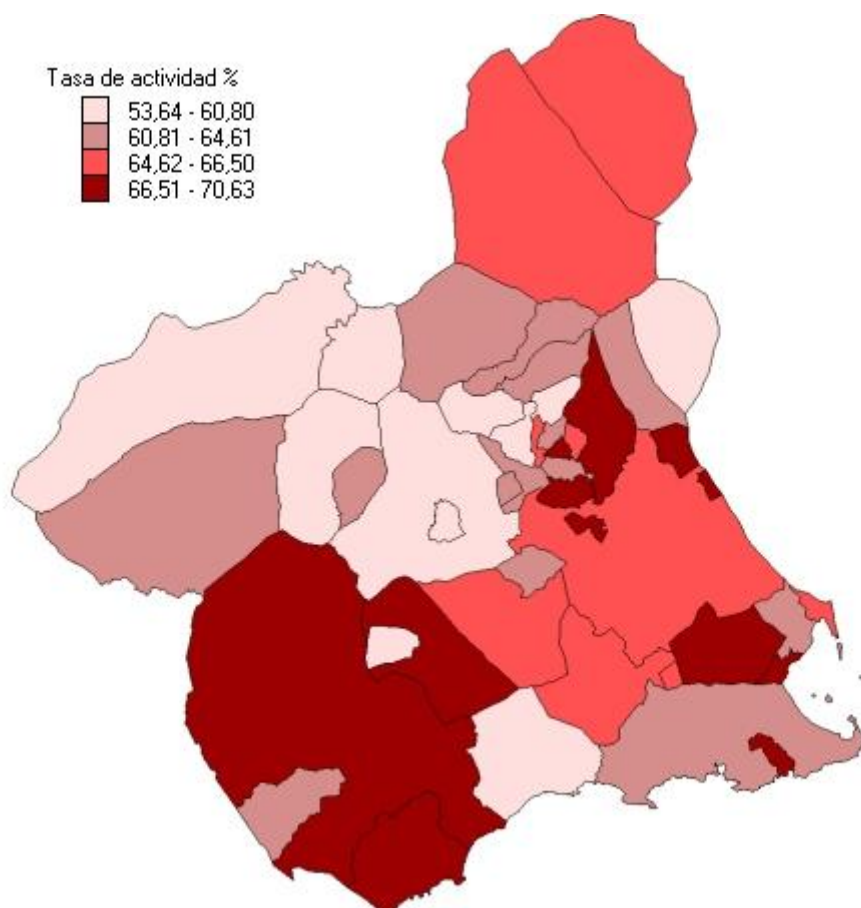 Tasa de actividad %
53,64 - 60,80
60,81 - 64,61
64,62 - 66,50
66,51 - 70,63